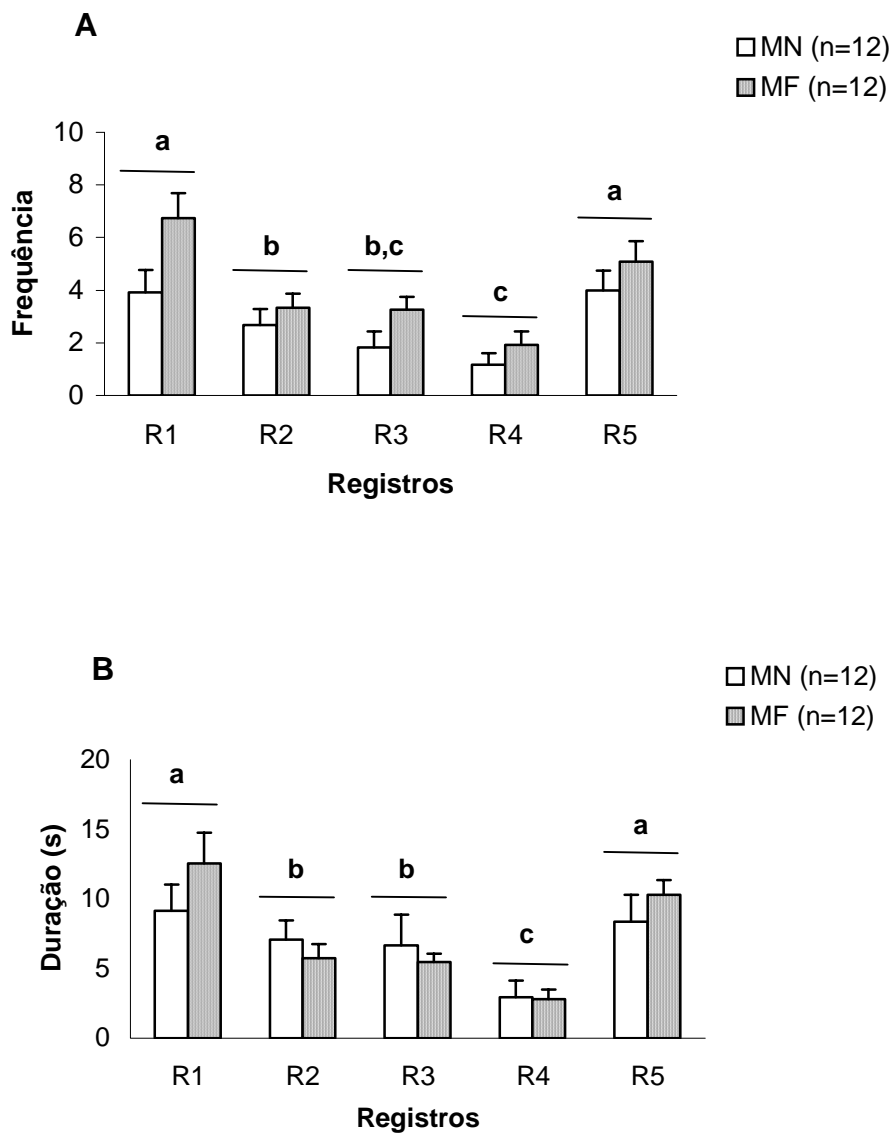 A
MN (n=12)
MF (n=12)
10
8
6
4
2
0
Frequência
a
b
b,c
c
a
R1 R2 R3 R4 R5
Registros
B
MN (n=12)
MF (n=12)
20
15
10
5
0
Duração (s)
a
b
b
c
a
R1 R2 R3 R4 R5
Registros